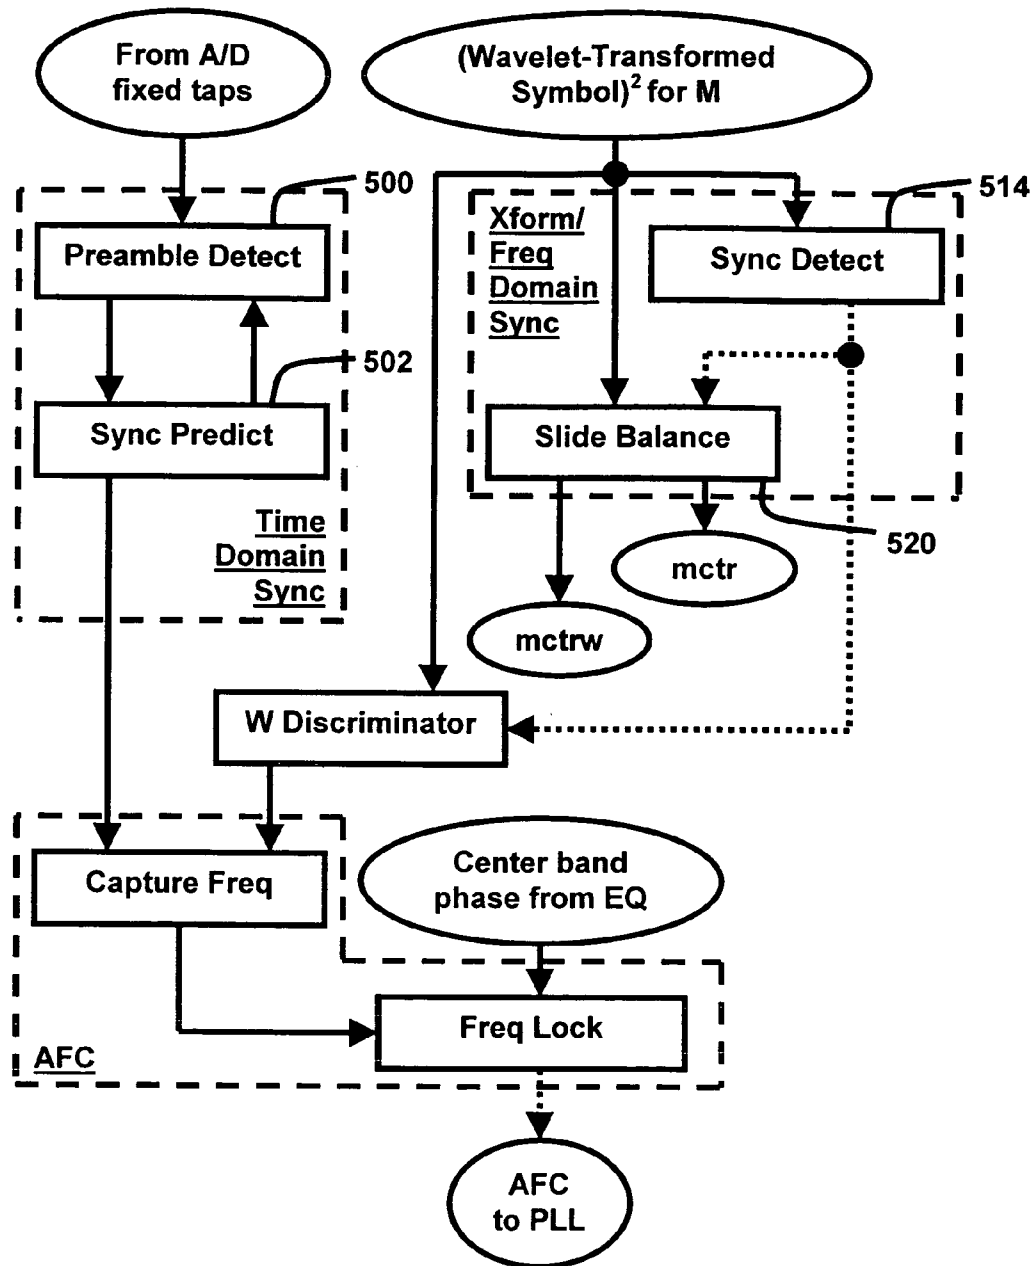 From A/D
fixed taps
(Wavelet-Transformed
Symbol)² for M
500
514
Preamble Detect
Xform/
Freq
Domain
Sync
Sync Detect
502
Sync Predict
Slide Balance
Time
Domain
Sync
520
mctr
mctrw
W Discriminator
Capture Freq
Center band
phase from EQ
Freq Lock
AFC
AFC
to PLL